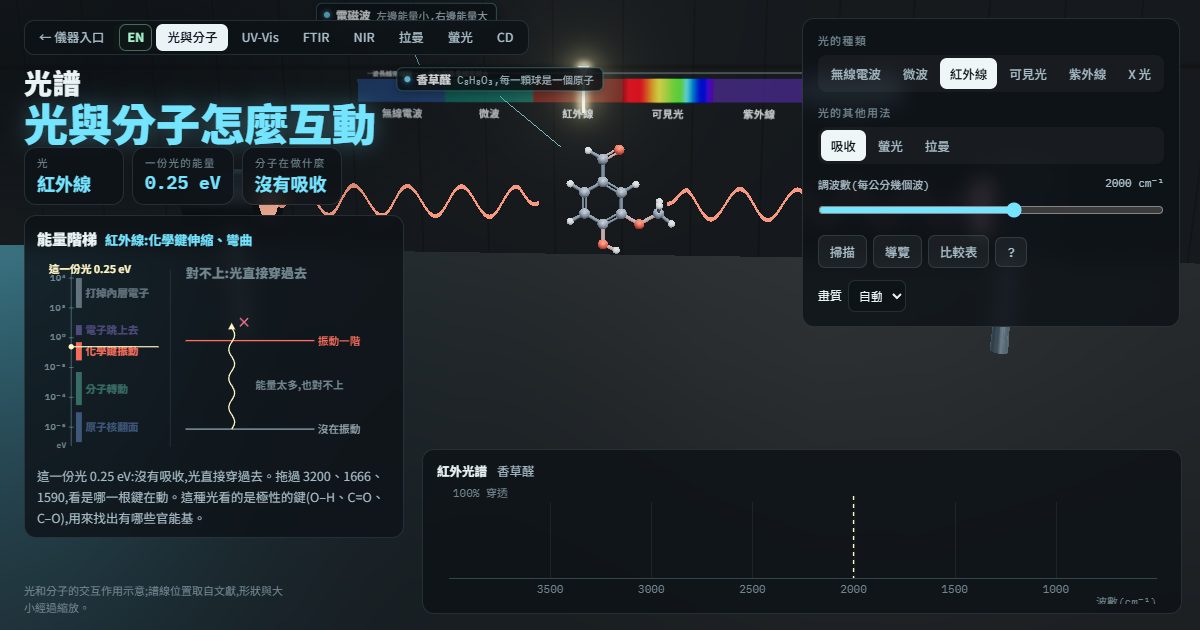 電磁波 左邊能量小,右邊能量大
← 儀器入口 EN 光與分子 UV-Vis FTIR NIR 拉曼 螢光 CD
光譜
光與分子怎麼互動
香草醛 C₈H₈O₃,每一顆球是一個原子
無線電波 微波 紅外線 可見光 紫外線
光 一份光的能量 分子在做什麼
紅外線 0.25 eV 沒有吸收
能量階梯 紅外線:化學鍵伸縮、彎曲
這一份光 0.25 eV
對不上:光直接穿過去
10⁴ 打掉內層電子
10²
10⁰ 電子跳上去
化學鍵振動
10⁻² 分子轉動
10⁻⁴
10⁻⁶ 原子核翻面
eV
振動一階
能量太多,也對不上
沒在振動
這一份光 0.25 eV:沒有吸收,光直接穿過去。拖過 3200、1666、
1590,看是哪一根鍵在動。這種光看的是極性的鍵(O–H、C=O、
C–O),用來找出有哪些官能基。
光和分子的交互作用示意;譜線位置取自文獻,形狀與大
小經過縮放。
光的種類
無線電波 微波 紅外線 可見光 紫外線 X 光
光的其他用法
吸收 螢光 拉曼
調波數(每公分幾個波) 2000 cm⁻¹
掃描 導覽 比較表 ?
畫質 自動
紅外光譜 香草醛
100% 穿透
3500 3000 2500 2000 1500 1000
波數(cm⁻¹)